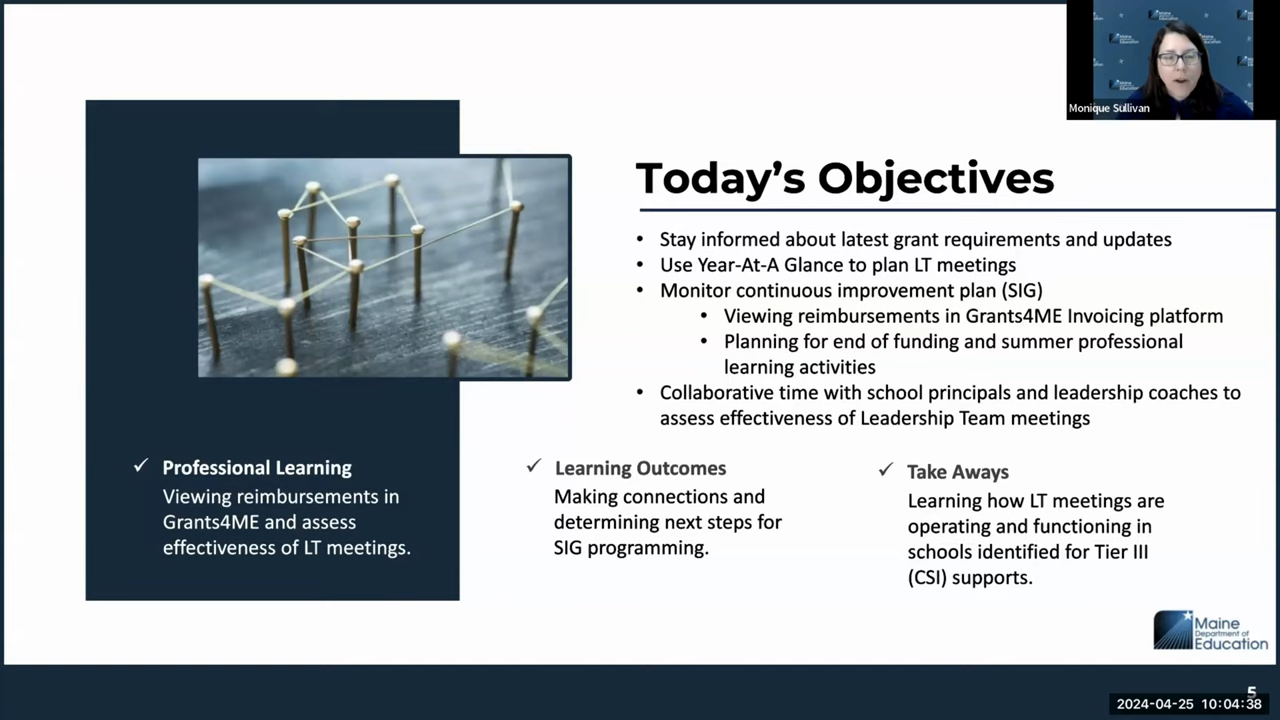 Monique Sullivan
Today's Objectives
• Stay informed about latest grant requirements and updates
• Use Year-At-A Glance to plan LT meetings
• Monitor continuous improvement plan (SIG)
• Viewing reimbursements in Grants4ME Invoicing platform
• Planning for end of funding and summer professional
learning activities
• Collaborative time with school principals and leadership coaches to
assess effectiveness of Leadership Team meetings
✓ Professional Learning
Viewing reimbursements in
Grants4ME and assess
effectiveness of LT meetings.
✓ Learning Outcomes
Making connections and
determining next steps for
SIG programming.
✓ Take Aways
Learning how LT meetings are
operating and functioning in
schools identified for Tier III
(CSI) supports.
Maine
Department of
Education
5
2024-04-25 10:04:38